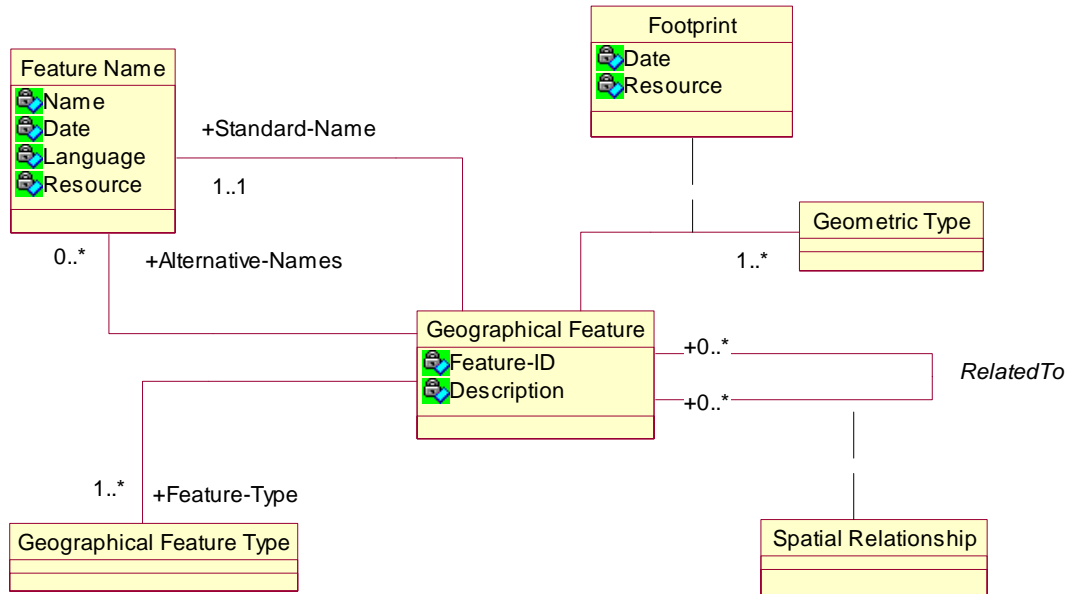 Footprint
Date
Resource
Feature Name
Name
Date
Language
Resource
+Standard-Name
1..1
0..*
+Alternative-Names
Geometric Type
1..*
Geographical Feature
Feature-ID
Description
+0..*
+0..*
RelatedTo
1..*
+Feature-Type
Geographical Feature Type
Spatial Relationship